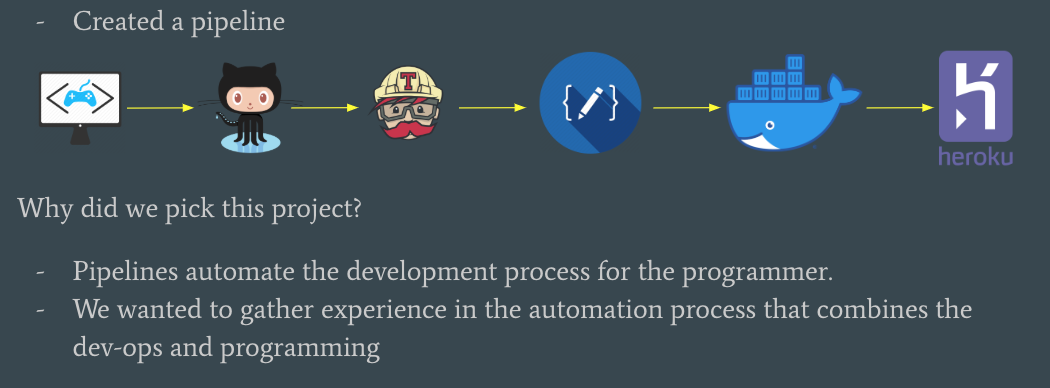 - Created a pipeline
< >
T
{ }
heroku
Why did we pick this project?
- Pipelines automate the development process for the programmer.
- We wanted to gather experience in the automation process that combines the
dev-ops and programming